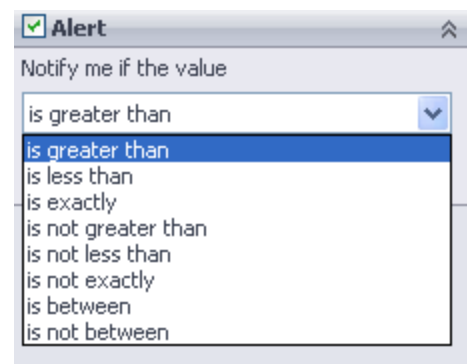 Alert
Notify me if the value
is greater than
is greater than
is less than
is exactly
is not greater than
is not less than
is not exactly
is between
is not between